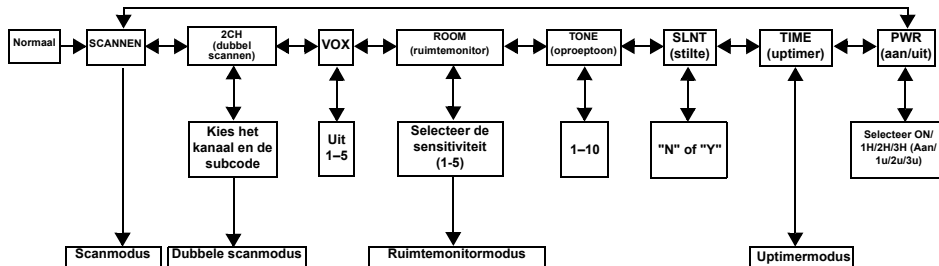 Normaal
SCANNEN
2CH
(dubbel
scannen)
VOX
ROOM
(ruimtemonitor)
TONE
(oproeptoon)
SLNT
(stilte)
TIME
(uptimer)
PWR
(aan/uit)
Kies het
kanaal en de
subcode
Uit
1–5
Selecteer de
sensitiviteit
(1-5)
1–10
"N" of "Y"
Selecteer ON/
1H/2H/3H (Aan/
1u/2u/3u)
Scanmodus
Dubbele scanmodus
Ruimtemonitormodus
Uptimermodus